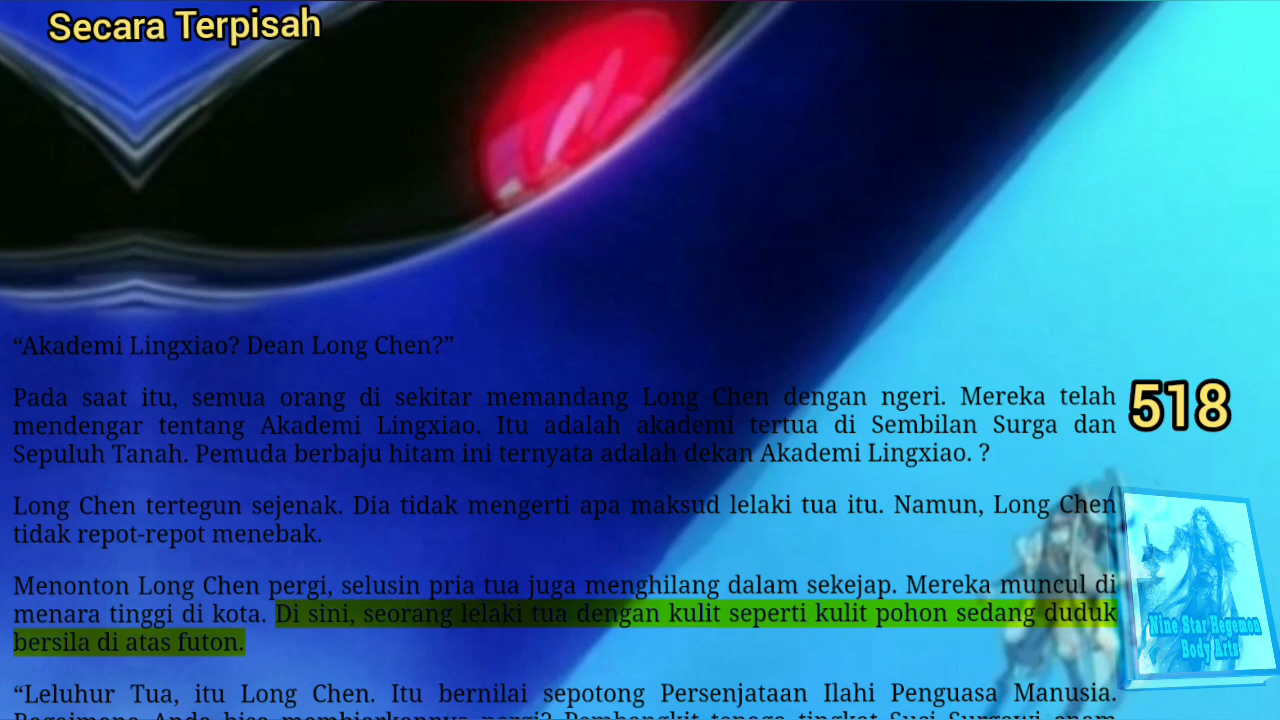 Secara Terpisah
“Akademi Lingxiao? Dean Long Chen?”
Pada saat itu, semua orang di sekitar memandang Long Chen dengan ngeri. Mereka telah
mendengar tentang Akademi Lingxiao. Itu adalah akademi tertua di Sembilan Surga dan
Sepuluh Tanah. Pemuda berbaju hitam ini ternyata adalah dekan Akademi Lingxiao. ?
518
Long Chen tertegun sejenak. Dia tidak mengerti apa maksud lelaki tua itu. Namun, Long Chen
tidak repot-repot menebak.
Menonton Long Chen pergi, selusin pria tua juga menghilang dalam sekejap. Mereka muncul di
menara tinggi di kota. Di sini, seorang lelaki tua dengan kulit seperti kulit pohon sedang duduk
bersila di atas futon.
Nine Star Hegemon
Body Arts
“Leluhur Tua, itu Long Chen. Itu bernilai sepotong Persenjataan Ilahi Penguasa Manusia.